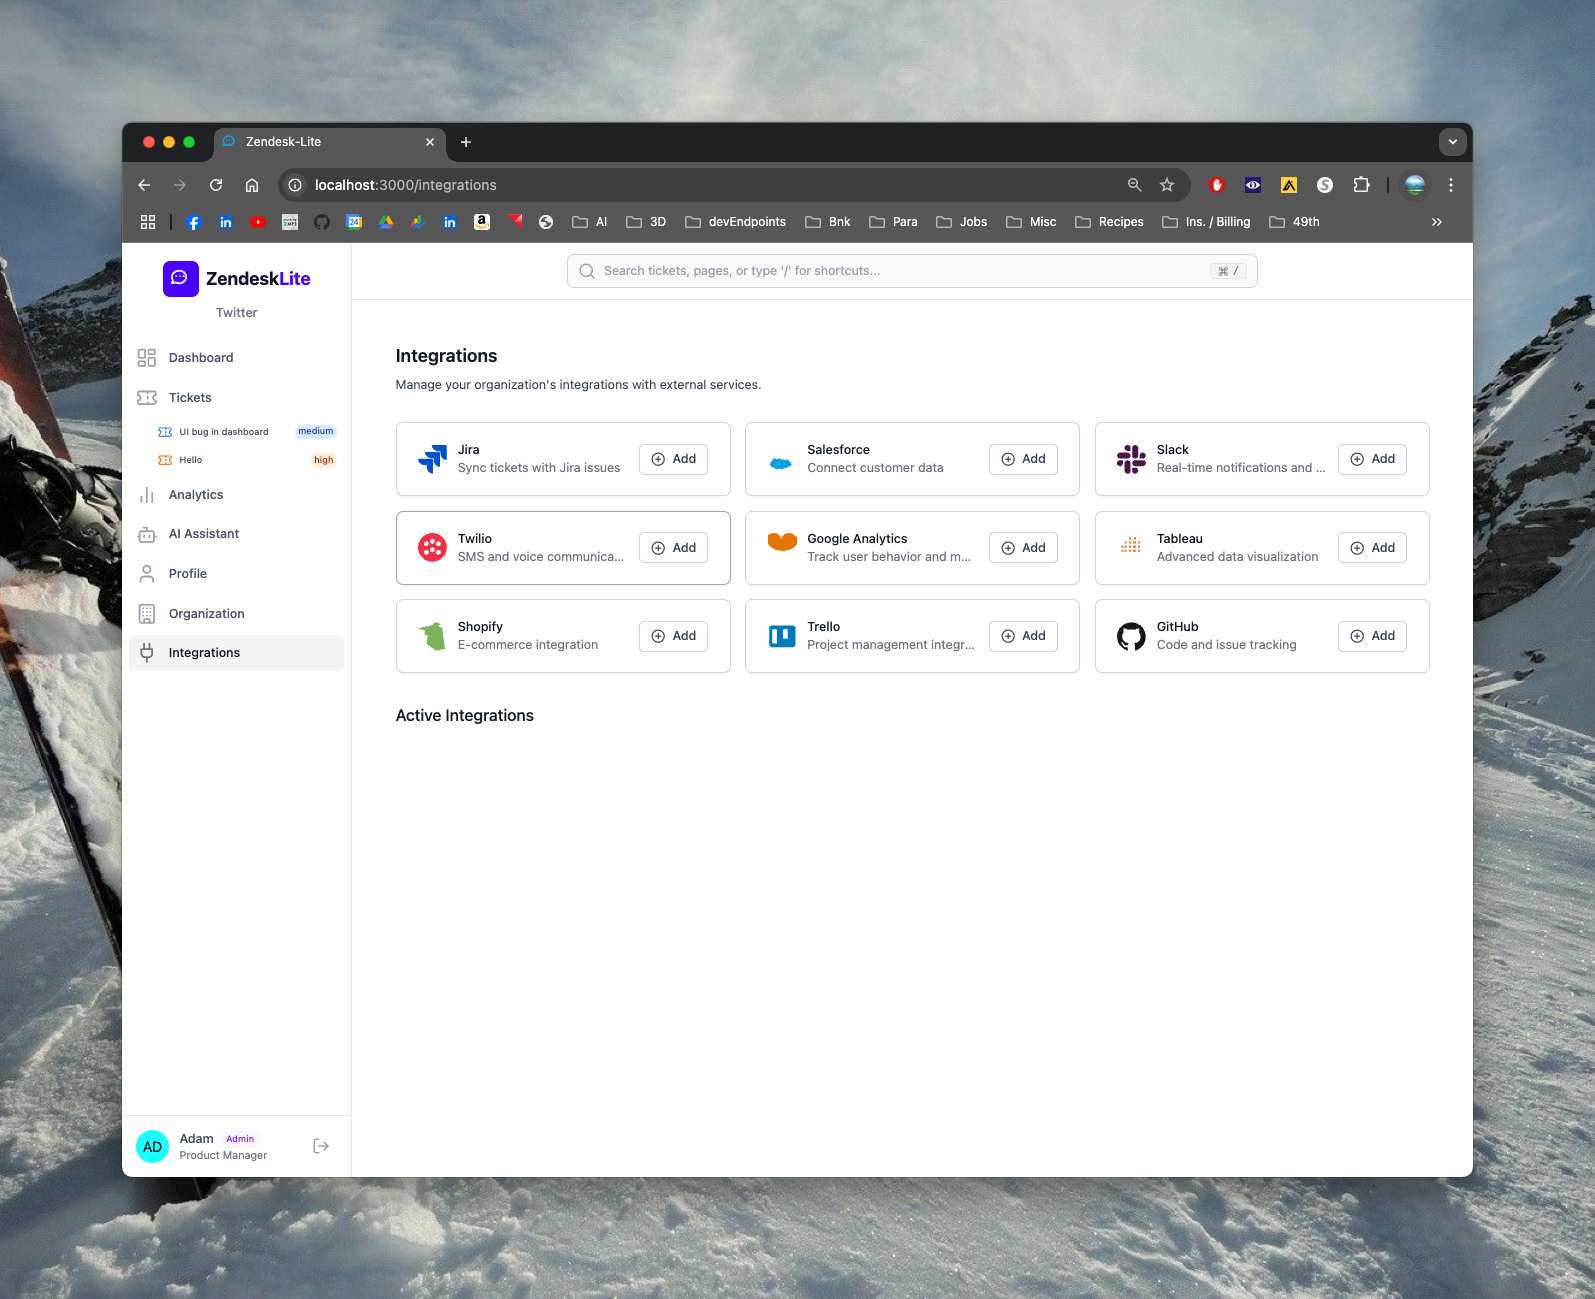 Zendesk-Lite
localhost:3000/integrations
24
AI
3D
devEndpoints
Bnk
Para
Jobs
Misc
Recipes
Ins. / Billing
49th
ZendeskLite
Twitter
Search tickets, pages, or type '/' for shortcuts...
⌘ /
Dashboard
Tickets
UI bug in dashboard medium
Hello high
Analytics
AI Assistant
Profile
Organization
Integrations
Integrations
Manage your organization's integrations with external services.
Jira
Sync tickets with Jira issues
Add
Salesforce
Connect customer data
Add
Slack
Real-time notifications and ...
Add
Twilio
SMS and voice communica...
Add
Google Analytics
Track user behavior and m...
Add
Tableau
Advanced data visualization
Add
Shopify
E-commerce integration
Add
Trello
Project management integr...
Add
GitHub
Code and issue tracking
Add
Active Integrations
AD
Adam Admin
Product Manager